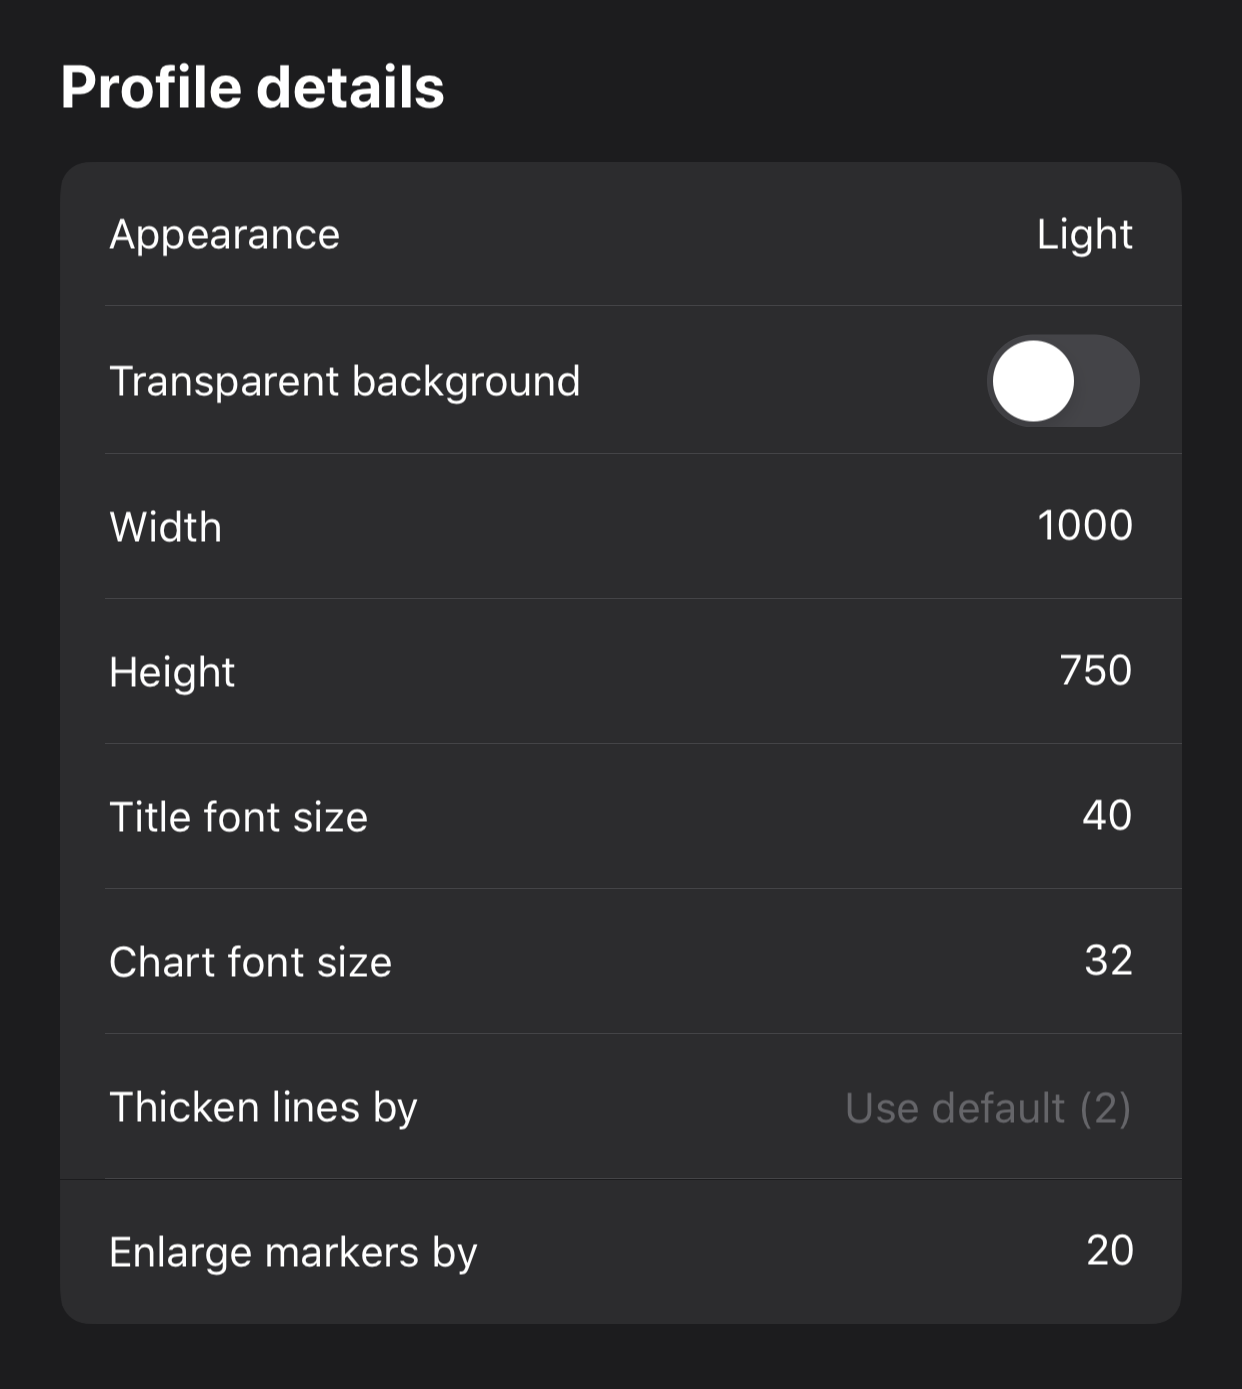 Profile details
Appearance Light
Transparent background
Width 1000
Height 750
Title font size 40
Chart font size 32
Thicken lines by Use default (2)
Enlarge markers by 20